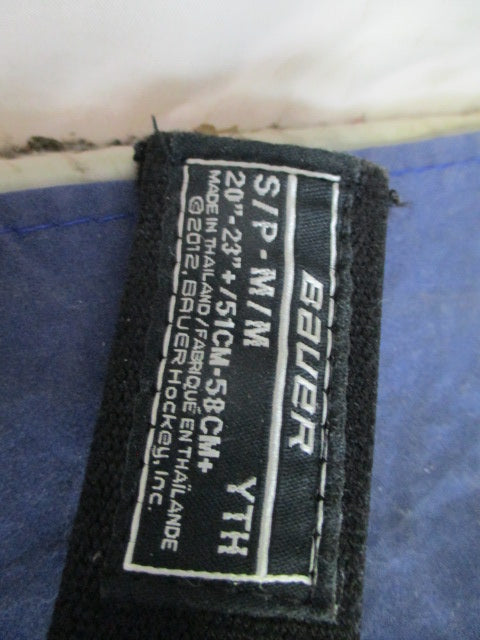 BAUER
S/P-M/M YTH
20"-23"+/51CM-58CM+
MADE IN THAILAND/FABRIQUÉ EN THAÏLANDE
©2012, BAUER HOCKEY, INC.